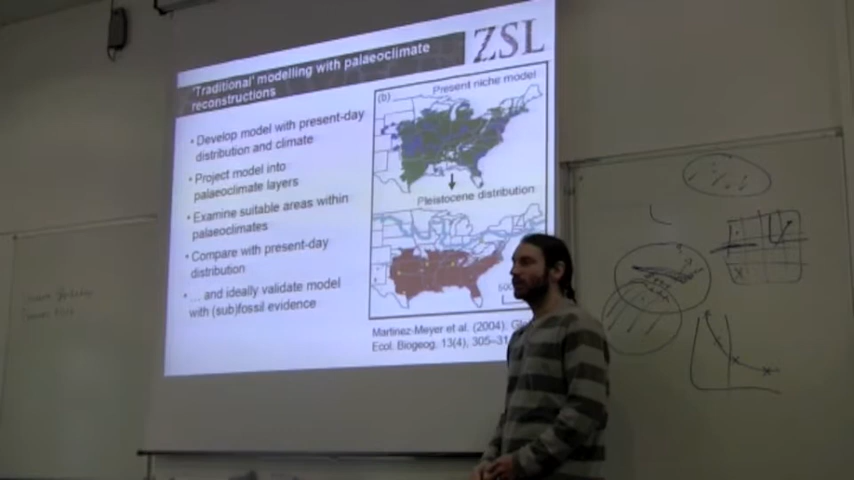 'Traditional' modelling with palaeoclimate
reconstructions
ZSL
• Develop model with present-day
distribution and climate
• Project model into
palaeoclimate layers
• Examine suitable areas within
palaeoclimates
• Compare with present-day
distribution
• ... and ideally validate model
with (sub)fossil evidence
(b)
Present niche model
Pleistocene distribution
Martinez-Meyer et al. (2004),
Ecol. Biogeog. 13(4), 305–31